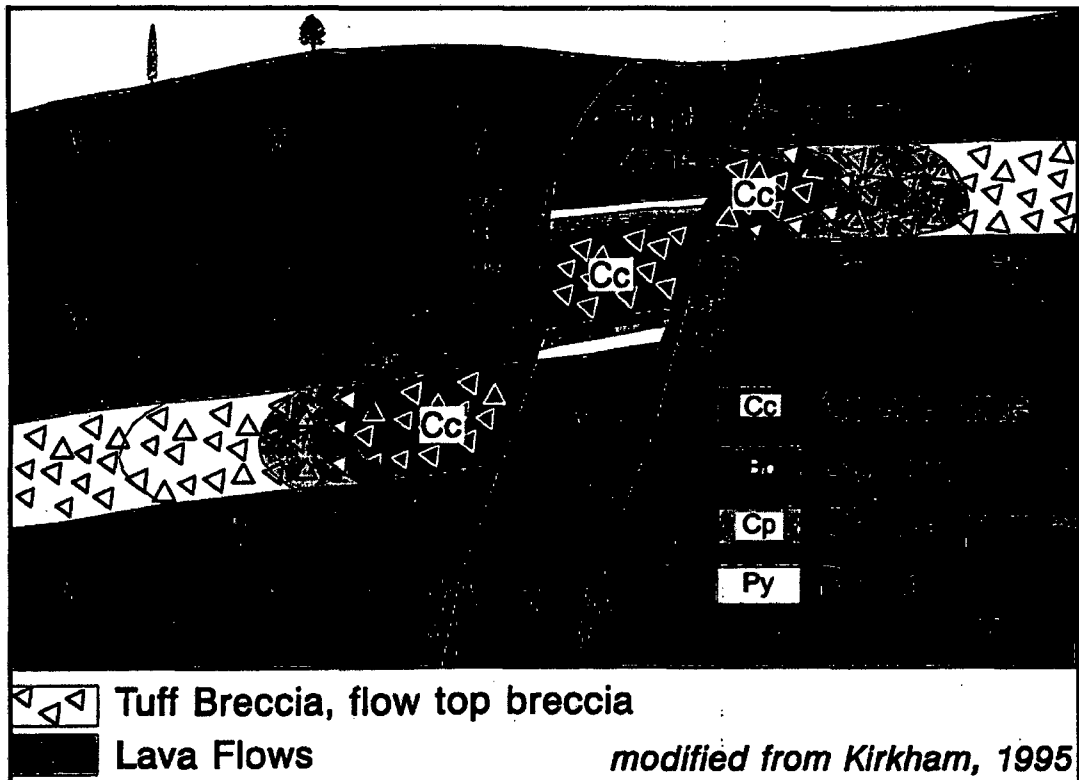 Cc
Cc
Cc
Cc
Cp
Py
Tuff Breccia, flow top breccia
Lava Flows
modified from Kirkham, 1995